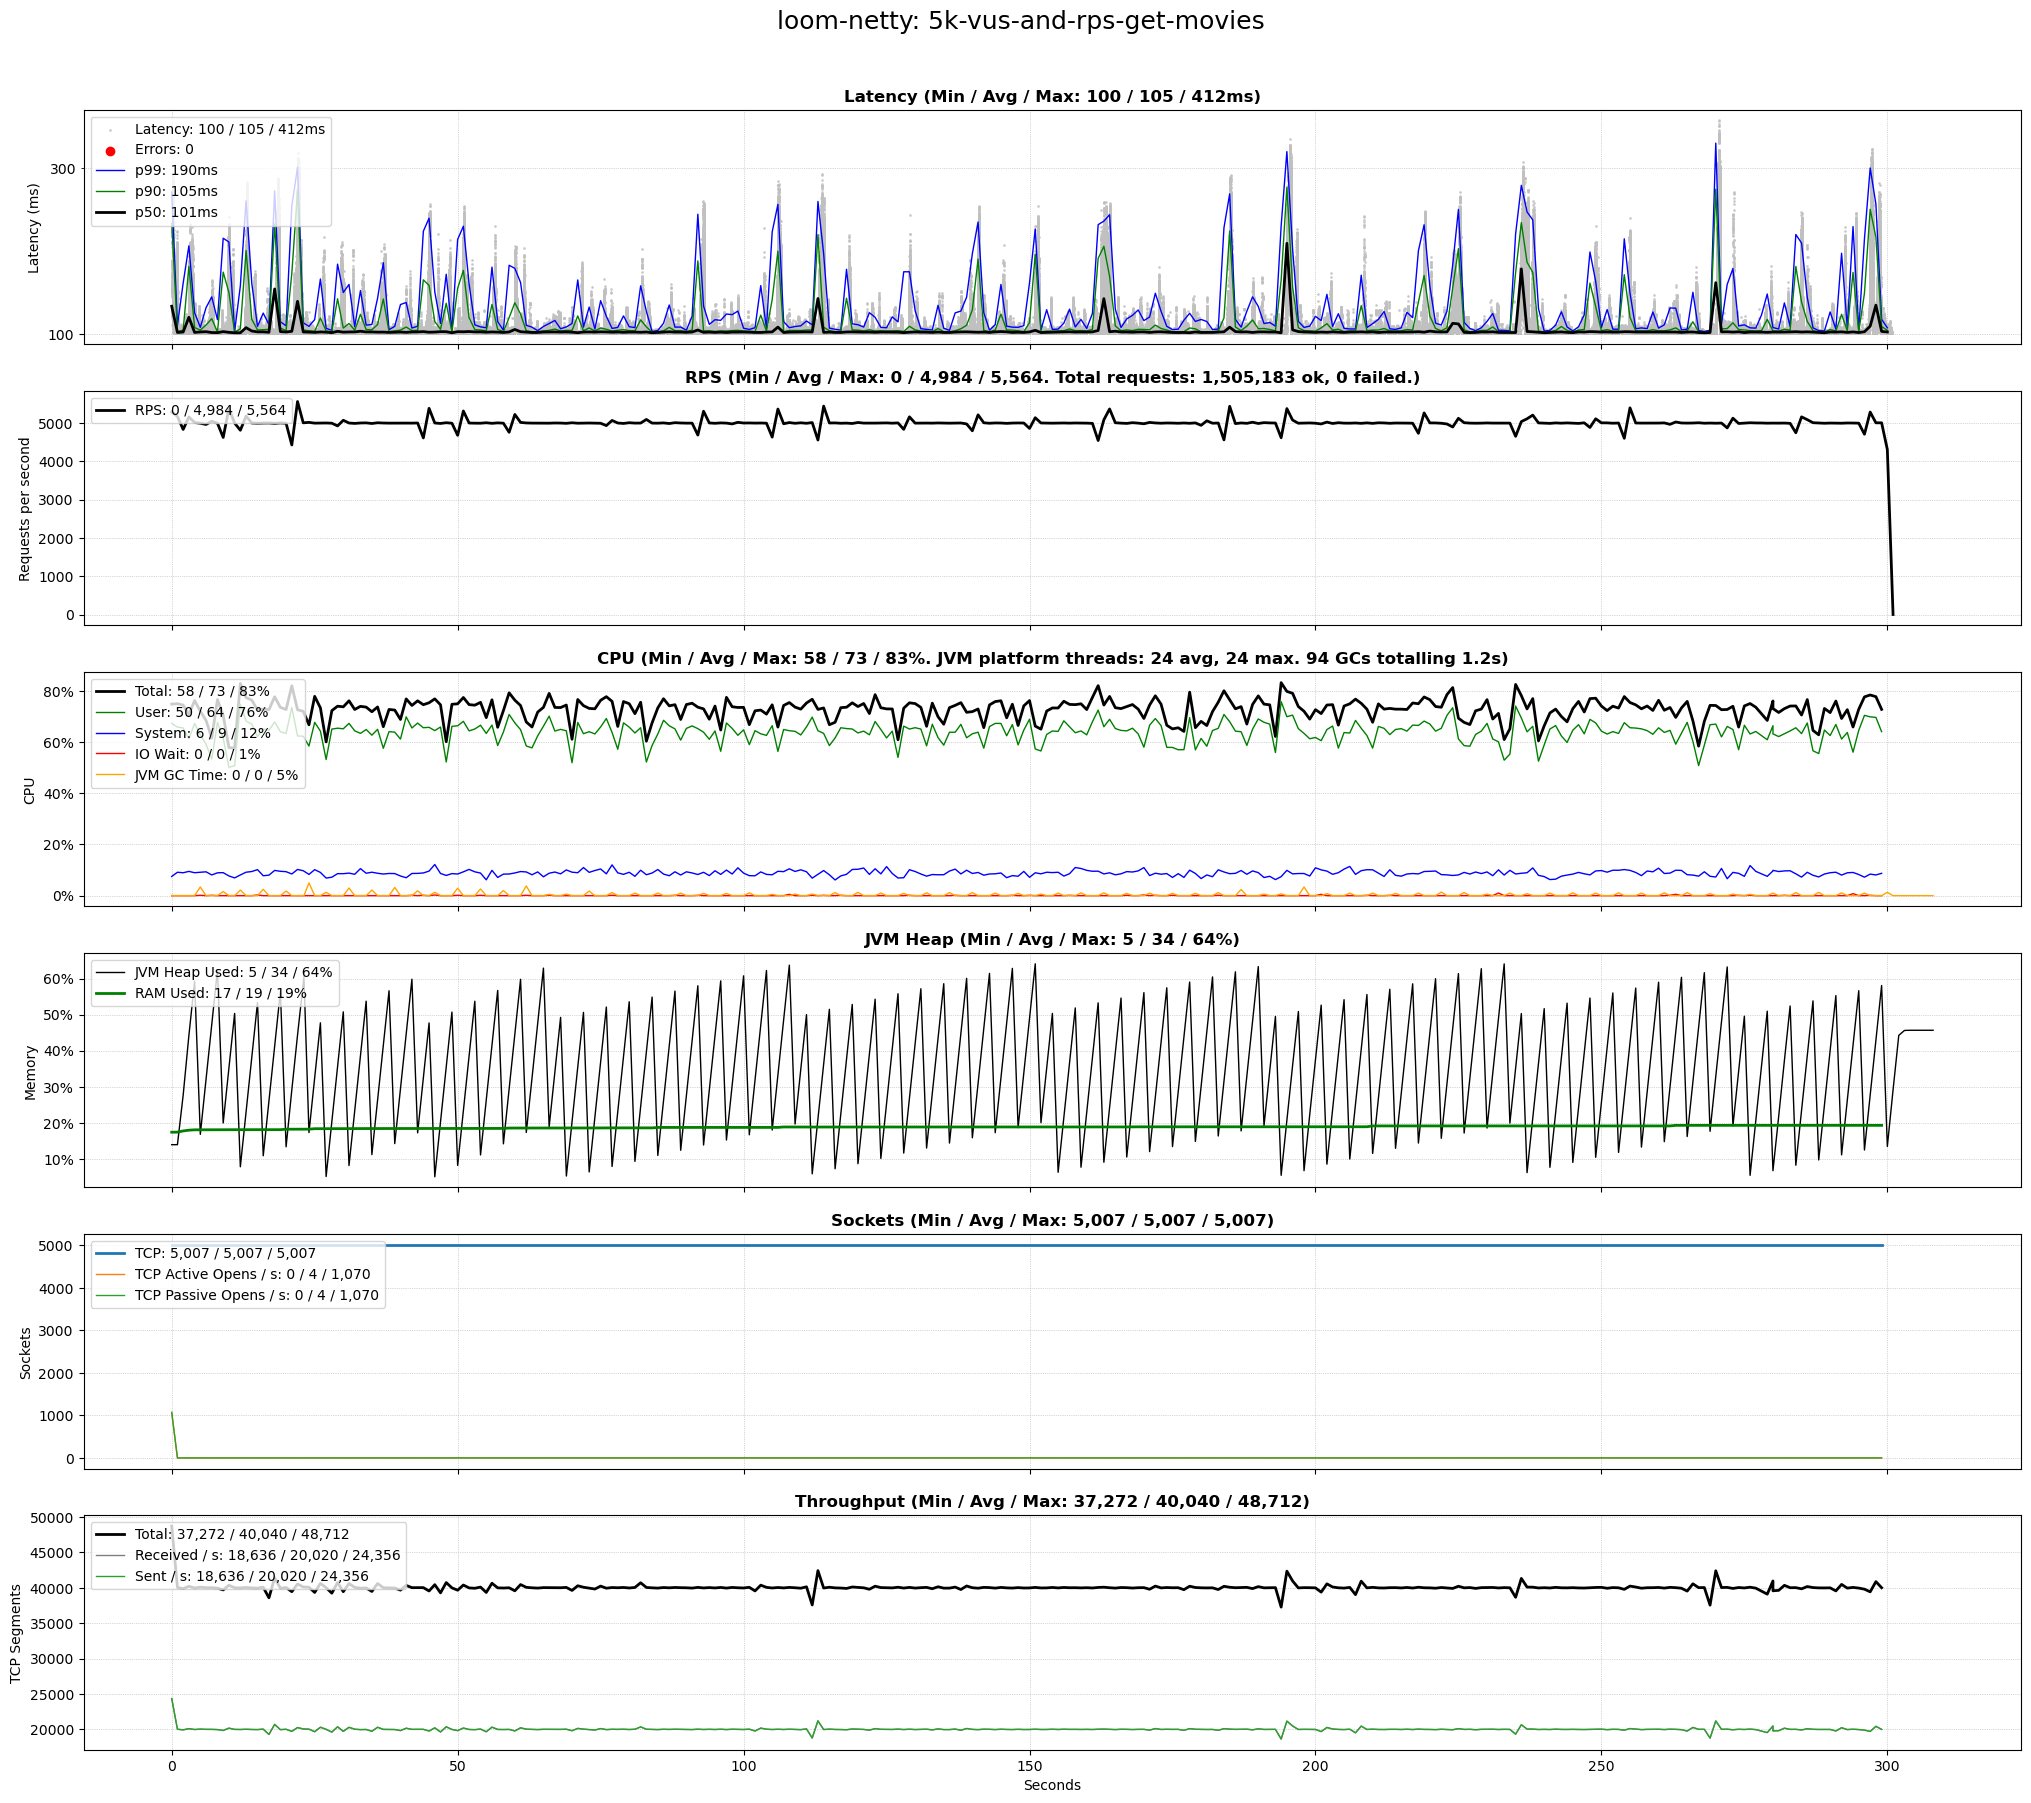 loom-netty: 5k-vus-and-rps-get-movies
Latency (Min / Avg / Max: 100 / 105 / 412ms)
Latency: 100 / 105 / 412ms
Errors: 0
p99: 190ms
p90: 105ms
p50: 101ms
Latency (ms)
300
100
RPS (Min / Avg / Max: 0 / 4,984 / 5,564. Total requests: 1,505,183 ok, 0 failed.)
RPS: 0 / 4,984 / 5,564
Requests per second
5000
4000
3000
2000
1000
0
CPU (Min / Avg / Max: 58 / 73 / 83%. JVM platform threads: 24 avg, 24 max. 94 GCs totalling 1.2s)
Total: 58 / 73 / 83%
User: 50 / 64 / 76%
System: 6 / 9 / 12%
IO Wait: 0 / 0 / 1%
JVM GC Time: 0 / 0 / 5%
CPU
80%
60%
40%
20%
0%
JVM Heap (Min / Avg / Max: 5 / 34 / 64%)
JVM Heap Used: 5 / 34 / 64%
RAM Used: 17 / 19 / 19%
Memory
60%
50%
40%
30%
20%
10%
Sockets (Min / Avg / Max: 5,007 / 5,007 / 5,007)
TCP: 5,007 / 5,007 / 5,007
TCP Active Opens / s: 0 / 4 / 1,070
TCP Passive Opens / s: 0 / 4 / 1,070
Sockets
5000
4000
3000
2000
1000
0
Throughput (Min / Avg / Max: 37,272 / 40,040 / 48,712)
Total: 37,272 / 40,040 / 48,712
Received / s: 18,636 / 20,020 / 24,356
Sent / s: 18,636 / 20,020 / 24,356
TCP Segments
50000
45000
40000
35000
30000
25000
20000
0 50 100 150 200 250 300
Seconds